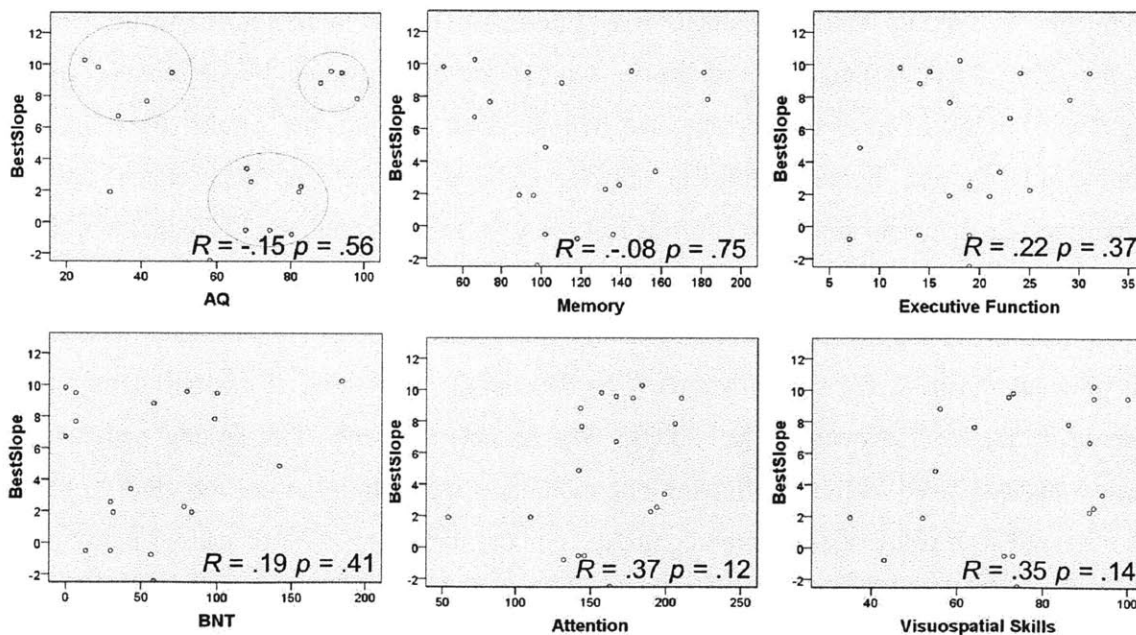 BestSlope
12
10
8
6
4
2
0
-2
R = -.15 p = .56
20 40 60 80 100
AQ
BestSlope
12
10
8
6
4
2
0
-2
R = .-.08 p = .75
60 80 100 120 140 160 180 200
Memory
BestSlope
12
10
8
6
4
2
0
-2
R = .22 p = .37
5 10 15 20 25 30 35
Executive Function
BestSlope
12
10
8
6
4
2
0
-2
R = .19 p = .41
0 50 100 150 200
BNT
BestSlope
12
10
8
6
4
2
0
-2
R = .37 p = .12
50 100 150 200 250
Attention
BestSlope
12
10
8
6
4
2
0
-2
R = .35 p = .14
40 60 80 100
Visuospatial Skills